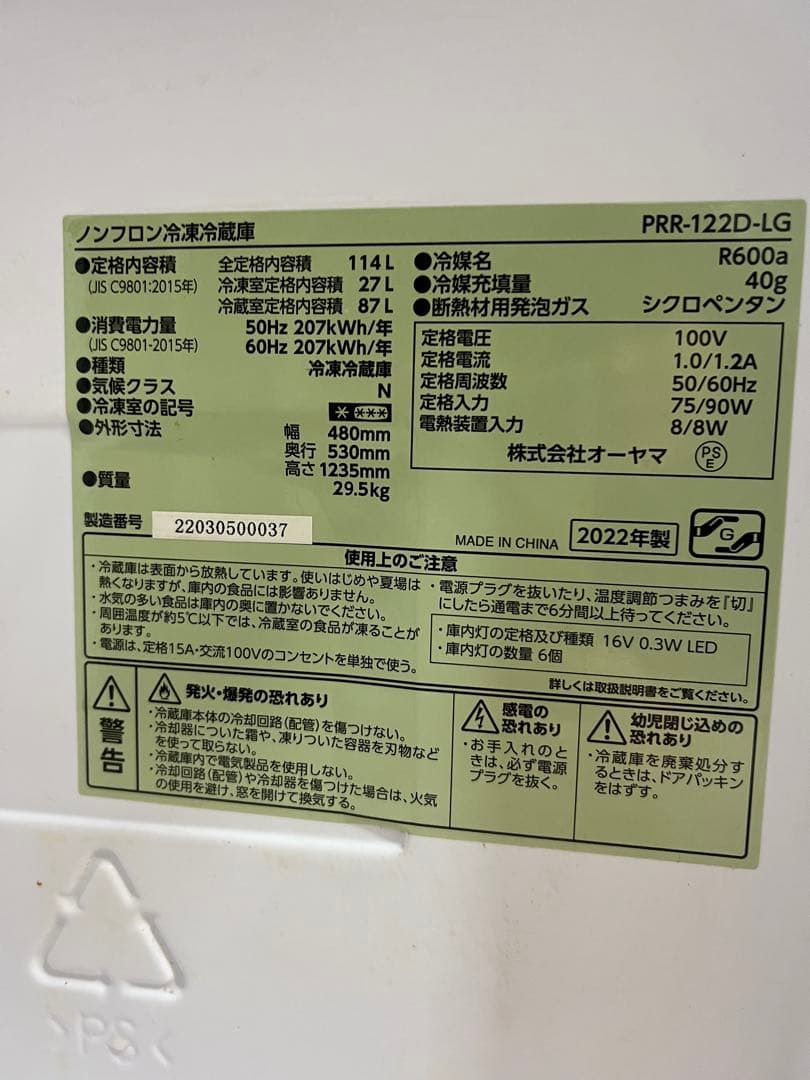 ノンフロン冷凍冷蔵庫 PRR-122D-LG
●定格内容積 全定格内容積 114L
(JIS C9801:2015年) 冷凍室定格内容積 27L
冷蔵室定格内容積 87L
●消費電力量 50Hz 207kWh/年
(JIS C9801-2015年) 60Hz 207kWh/年
●種類 冷凍冷蔵庫
●気候クラス N
●冷凍室の記号 * ***
●外形寸法 幅 480mm
奥行 530mm
高さ 1235mm
●質量 29.5kg
●冷媒名 R600a
●冷媒充填量 40g
●断熱材用発泡ガス シクロペンタン
定格電圧 100V
定格電流 1.0/1.2A
定格周波数 50/60Hz
定格入力 75/90W
電熱装置入力 8/8W
株式会社オーヤマ PS E
製造番号 22030500037
MADE IN CHINA 2022年製 G
使用上のご注意
・冷蔵庫は表面から放熱しています。使いはじめや夏場は
熱くなりますが、庫内の食品には影響ありません。
・水気の多い食品は庫内の奥に置かないでください。
・周囲温度が約5℃以下では、冷蔵室の食品が凍ることが
あります。
・電源は、定格15A・交流100Vのコンセントを単独で使う。
・電源プラグを抜いたり、温度調節つまみを『切』
にしたら通電まで6分間以上待ってください。
・庫内灯の定格及び種類 16V 0.3W LED
・庫内灯の数量 6個
詳しくは取扱説明書をご覧ください。
警告
発火・爆発の恐れあり
・冷蔵庫本体の冷却回路(配管)を傷つけない。
・冷却器についた霜や、凍りついた容器を刃物など
を使って取らない。
・冷蔵庫内で電気製品を使用しない。
・冷却回路(配管)や冷却器を傷つけた場合は、火気
の使用を避け、窓を開けて換気する。
感電の
恐れあり
・お手入れのと
きは、必ず電源
プラグを抜く。
幼児閉じ込めの
恐れあり
・冷蔵庫を廃棄処分す
るときは、ドアパッキン
をはずす。
>PS<